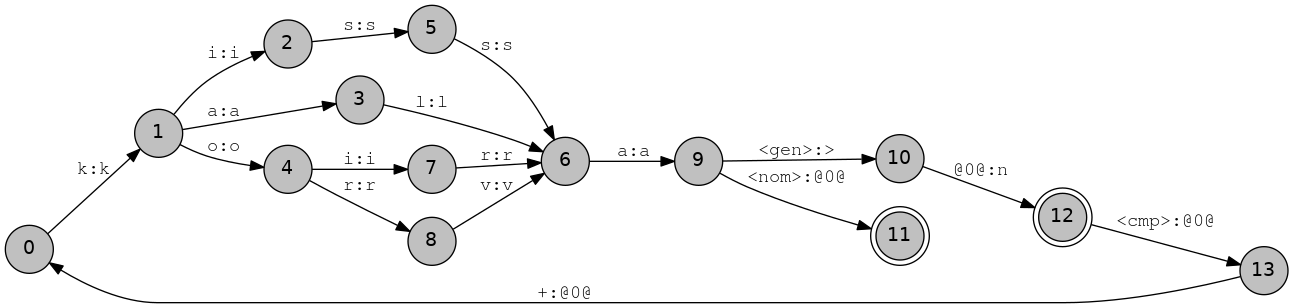 0
k:k
1
i:i
2
s:s
5
s:s
a:a
3
l:l
o:o
4
i:i
7
r:r
r:r
8
v:v
6
a:a
9
<gen>:>
10
@0@:n
12
<nom>:@0@
11
<cmp>:@0@
13
+:@0@